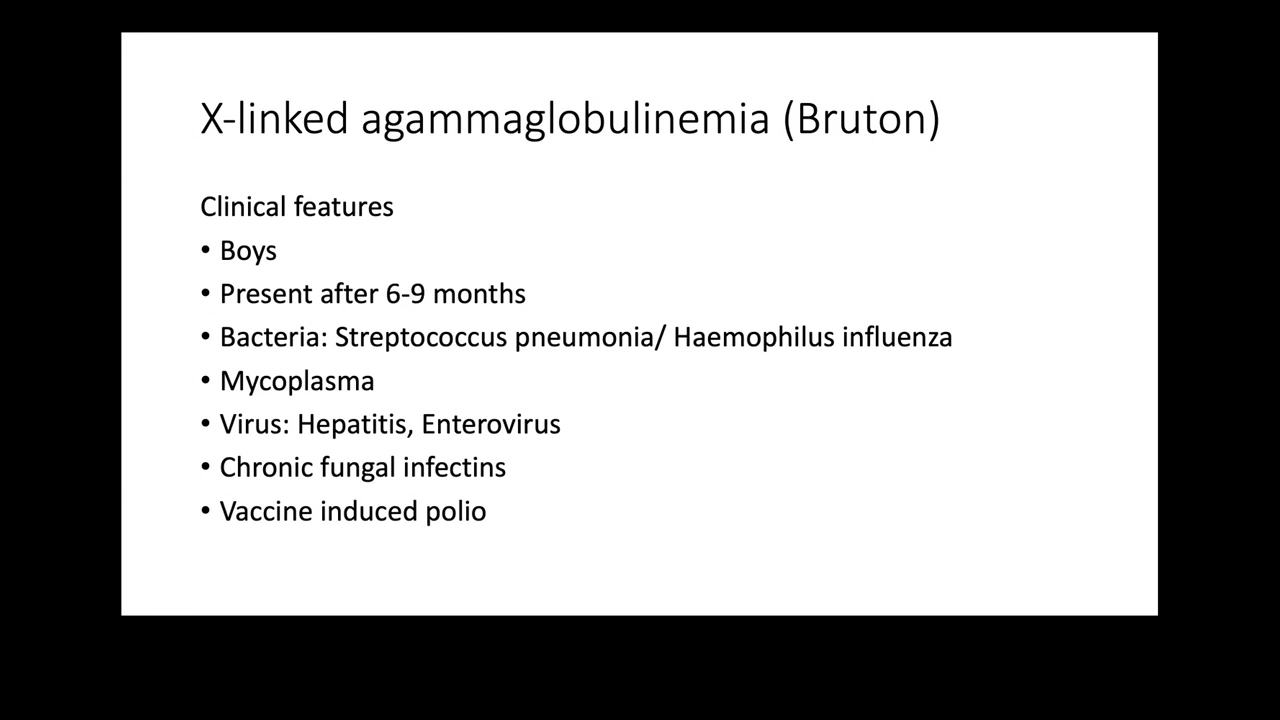 X-linked agammaglobulinemia (Bruton)
Clinical features
• Boys
• Present after 6-9 months
• Bacteria: Streptococcus pneumonia/ Haemophilus influenza
• Mycoplasma
• Virus: Hepatitis, Enterovirus
• Chronic fungal infectins
• Vaccine induced polio